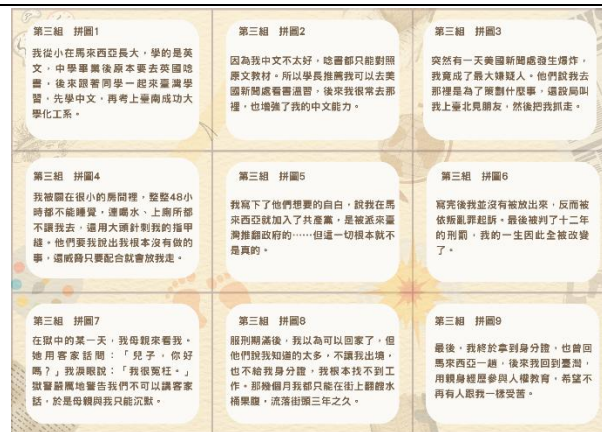 第三組 拼圖1
我從小在馬來西亞長大，學的是英
文，中學畢業後原本要去英國唸
書，後來跟著同學一起來臺灣學
習，先學中文，再考上臺南成功大
學化工系。
第三組 拼圖2
因為我中文不太好，唸書都只能對照
原文教材。所以學長推薦我可以去美
國新聞處看書溫習，後來我很常去那
裡，也增強了我的中文能力。
第三組 拼圖3
突然有一天美國新聞處發生爆炸，
我竟成了最大嫌疑人。他們說我去
那裡是為了策劃什麼事，還設局叫
我上臺北見朋友，然後把我抓走。
第三組 拼圖4
我被關在很小的房間裡，整整48小
時都不能睡覺，連喝水、上廁所都
不讓我去，還用大頭針刺我的指甲
縫。他們要我說出我根本沒有做的
事，還威脅只要配合就會放我走。
第三組 拼圖5
我寫下了他們想要的自白，說我在馬
來西亞就加入了共產黨，是被派來臺
灣推翻政府的……但這一切根本就不
是真的。
第三組 拼圖6
寫完後我並沒有被放出來，反而被
依叛亂罪起訴。最後被判了十二年
的刑罰，我的一生因此全被改變
了。
第三組 拼圖7
在獄中的某一天，我母親來看我。
她用客家話問：「兒子，你好
嗎？」我淚眼說：「我很冤枉。」
獄警嚴厲地警告我們不可以講客家
話，於是母親與我只能沉默。
第三組 拼圖8
服刑期滿後，我以為可以回家了，但
他們說我知道的太多，不讓我出境，
也不給我身分證，我根本找不到工
作。那幾個月我都只能在街上翻餿水
桶果腹，流落街頭三年之久。
第三組 拼圖9
最後，我終於拿到身分證，也曾回
馬來西亞一趟，後來我回到臺灣，
用親身經歷參與人權教育，希望不
再有人跟我一樣受苦。